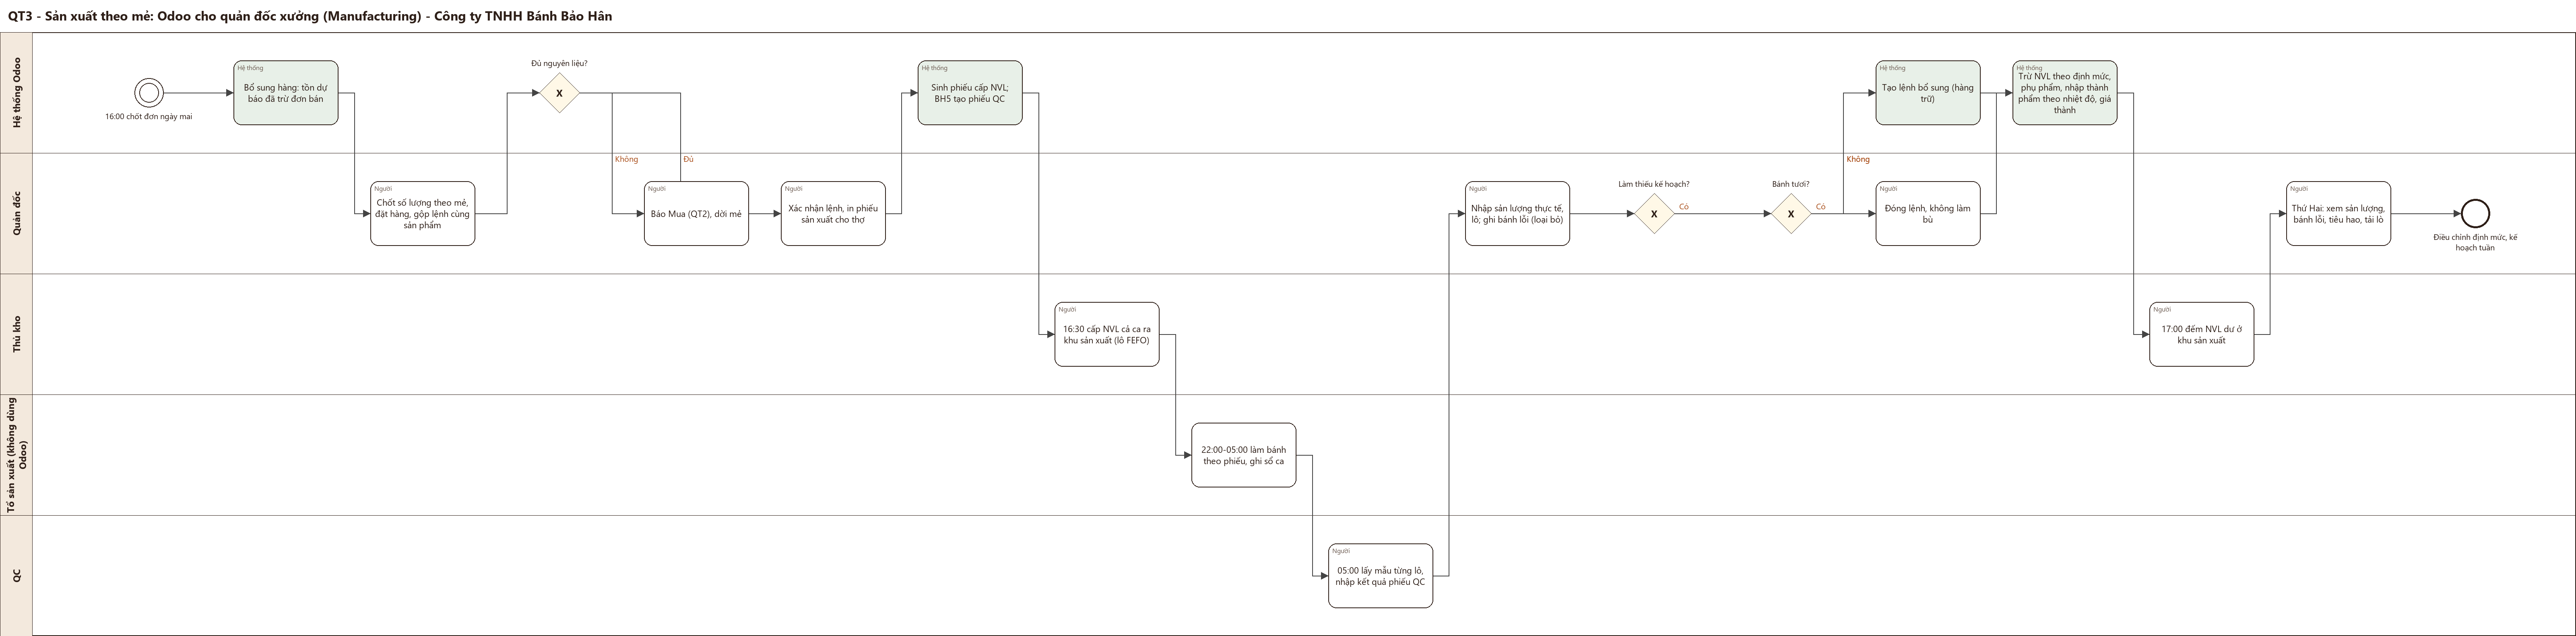 QT3 - Sản xuất theo mẻ: Odoo cho quản đốc xưởng (Manufacturing) - Công ty TNHH Bánh Bảo Hân
Hệ thống Odoo
16:00 chốt đơn ngày mai
Hệ thống
Bổ sung hàng: tồn dự
báo đã trừ đơn bán
Đủ nguyên liệu?
X
Không
Đủ
Hệ thống
Sinh phiếu cấp NVL;
BH5 tạo phiếu QC
Hệ thống
Tạo lệnh bổ sung (hàng
trữ)
Hệ thống
Trừ NVL theo định mức,
phụ phẩm, nhập thành
phẩm theo nhiệt độ, giá
thành
Quản đốc
Người
Chốt số lượng theo mẻ,
đặt hàng, gộp lệnh cùng
sản phẩm
Người
Báo Mua (QT2), dời mẻ
Người
Xác nhận lệnh, in phiếu
sản xuất cho thợ
Người
Nhập sản lượng thực tế,
lô; ghi bánh lỗi (loại bỏ)
Làm thiếu kế hoạch?
X
Có
Bánh tươi?
X
Có
Không
Người
Đóng lệnh, không làm
bù
Người
Thứ Hai: xem sản lượng,
bánh lỗi, tiêu hao, tải lò
Điều chỉnh định mức, kế
hoạch tuần
Thủ kho
Người
16:30 cấp NVL cả ca ra
khu sản xuất (lô FEFO)
Người
17:00 đếm NVL dư ở
khu sản xuất
Tổ sản xuất (không dùng
Odoo)
22:00-05:00 làm bánh
theo phiếu, ghi sổ ca
QC
Người
05:00 lấy mẫu từng lô,
nhập kết quả phiếu QC